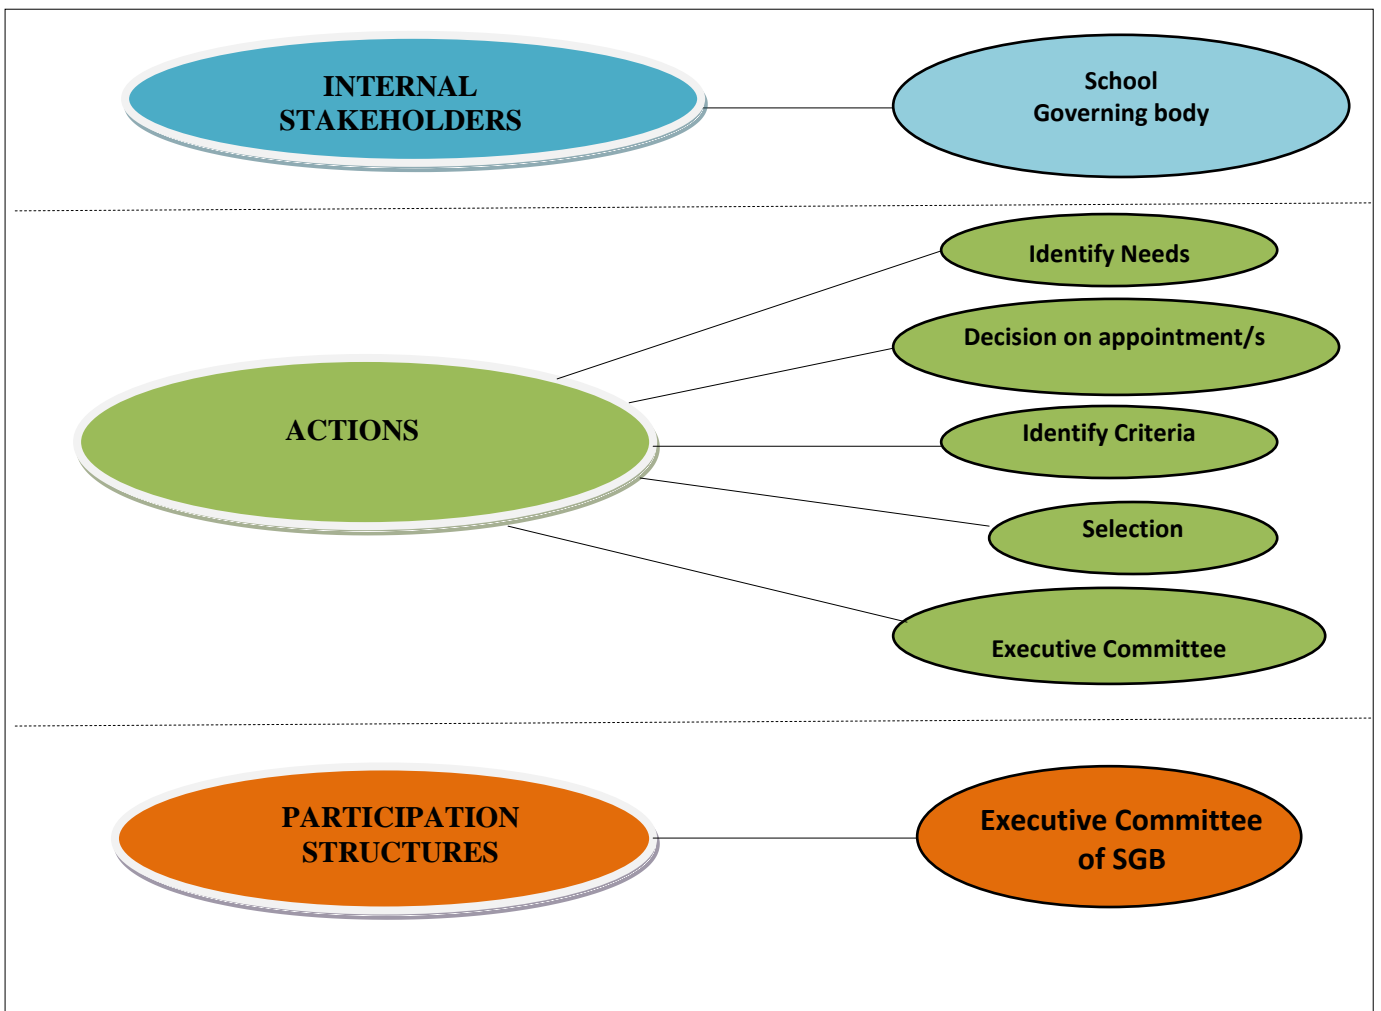 INTERNAL
STAKEHOLDERS
School
Governing body
ACTIONS
Identify Needs
Decision on appointment/s
Identify Criteria
Selection
Executive Committee
PARTICIPATION
STRUCTURES
Executive Committee
of SGB